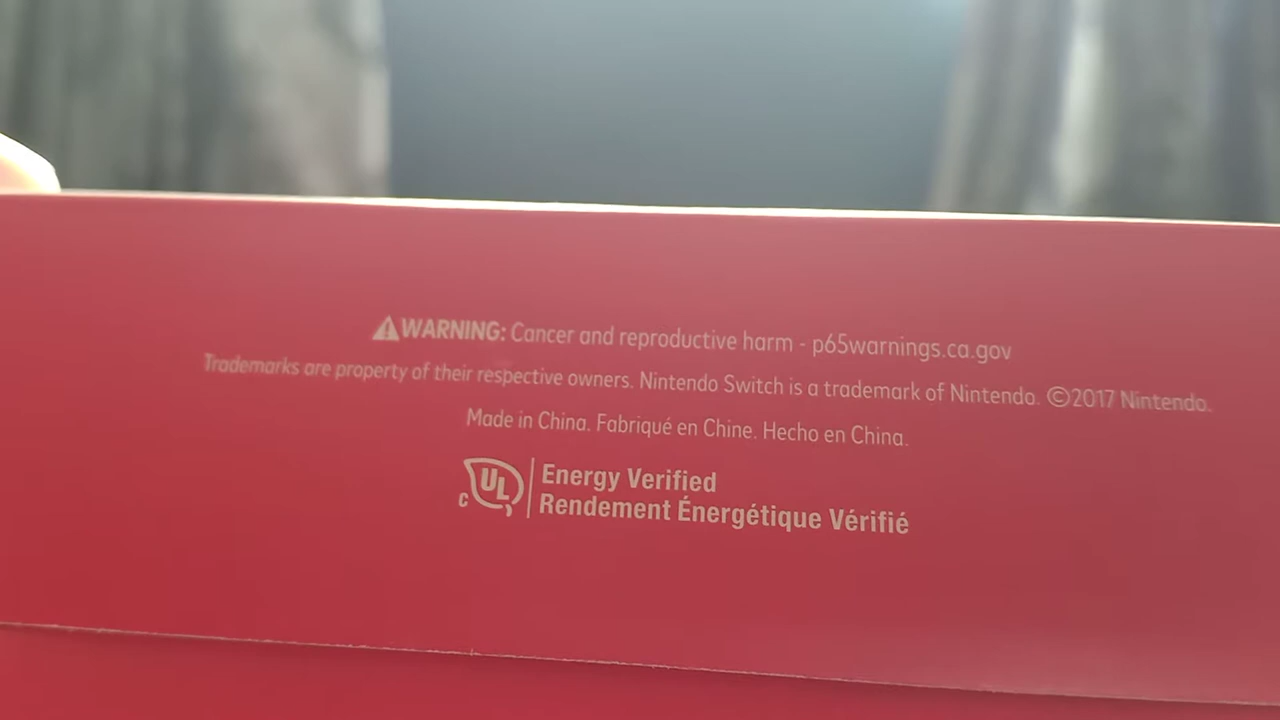 ⚠WARNING: Cancer and reproductive harm - p65warnings.ca.gov
Trademarks are property of their respective owners. Nintendo Switch is a trademark of Nintendo. ©2017 Nintendo.
Made in China. Fabriqué en Chine. Hecho en China.
c UL Energy Verified
Rendement Énergétique Vérifié